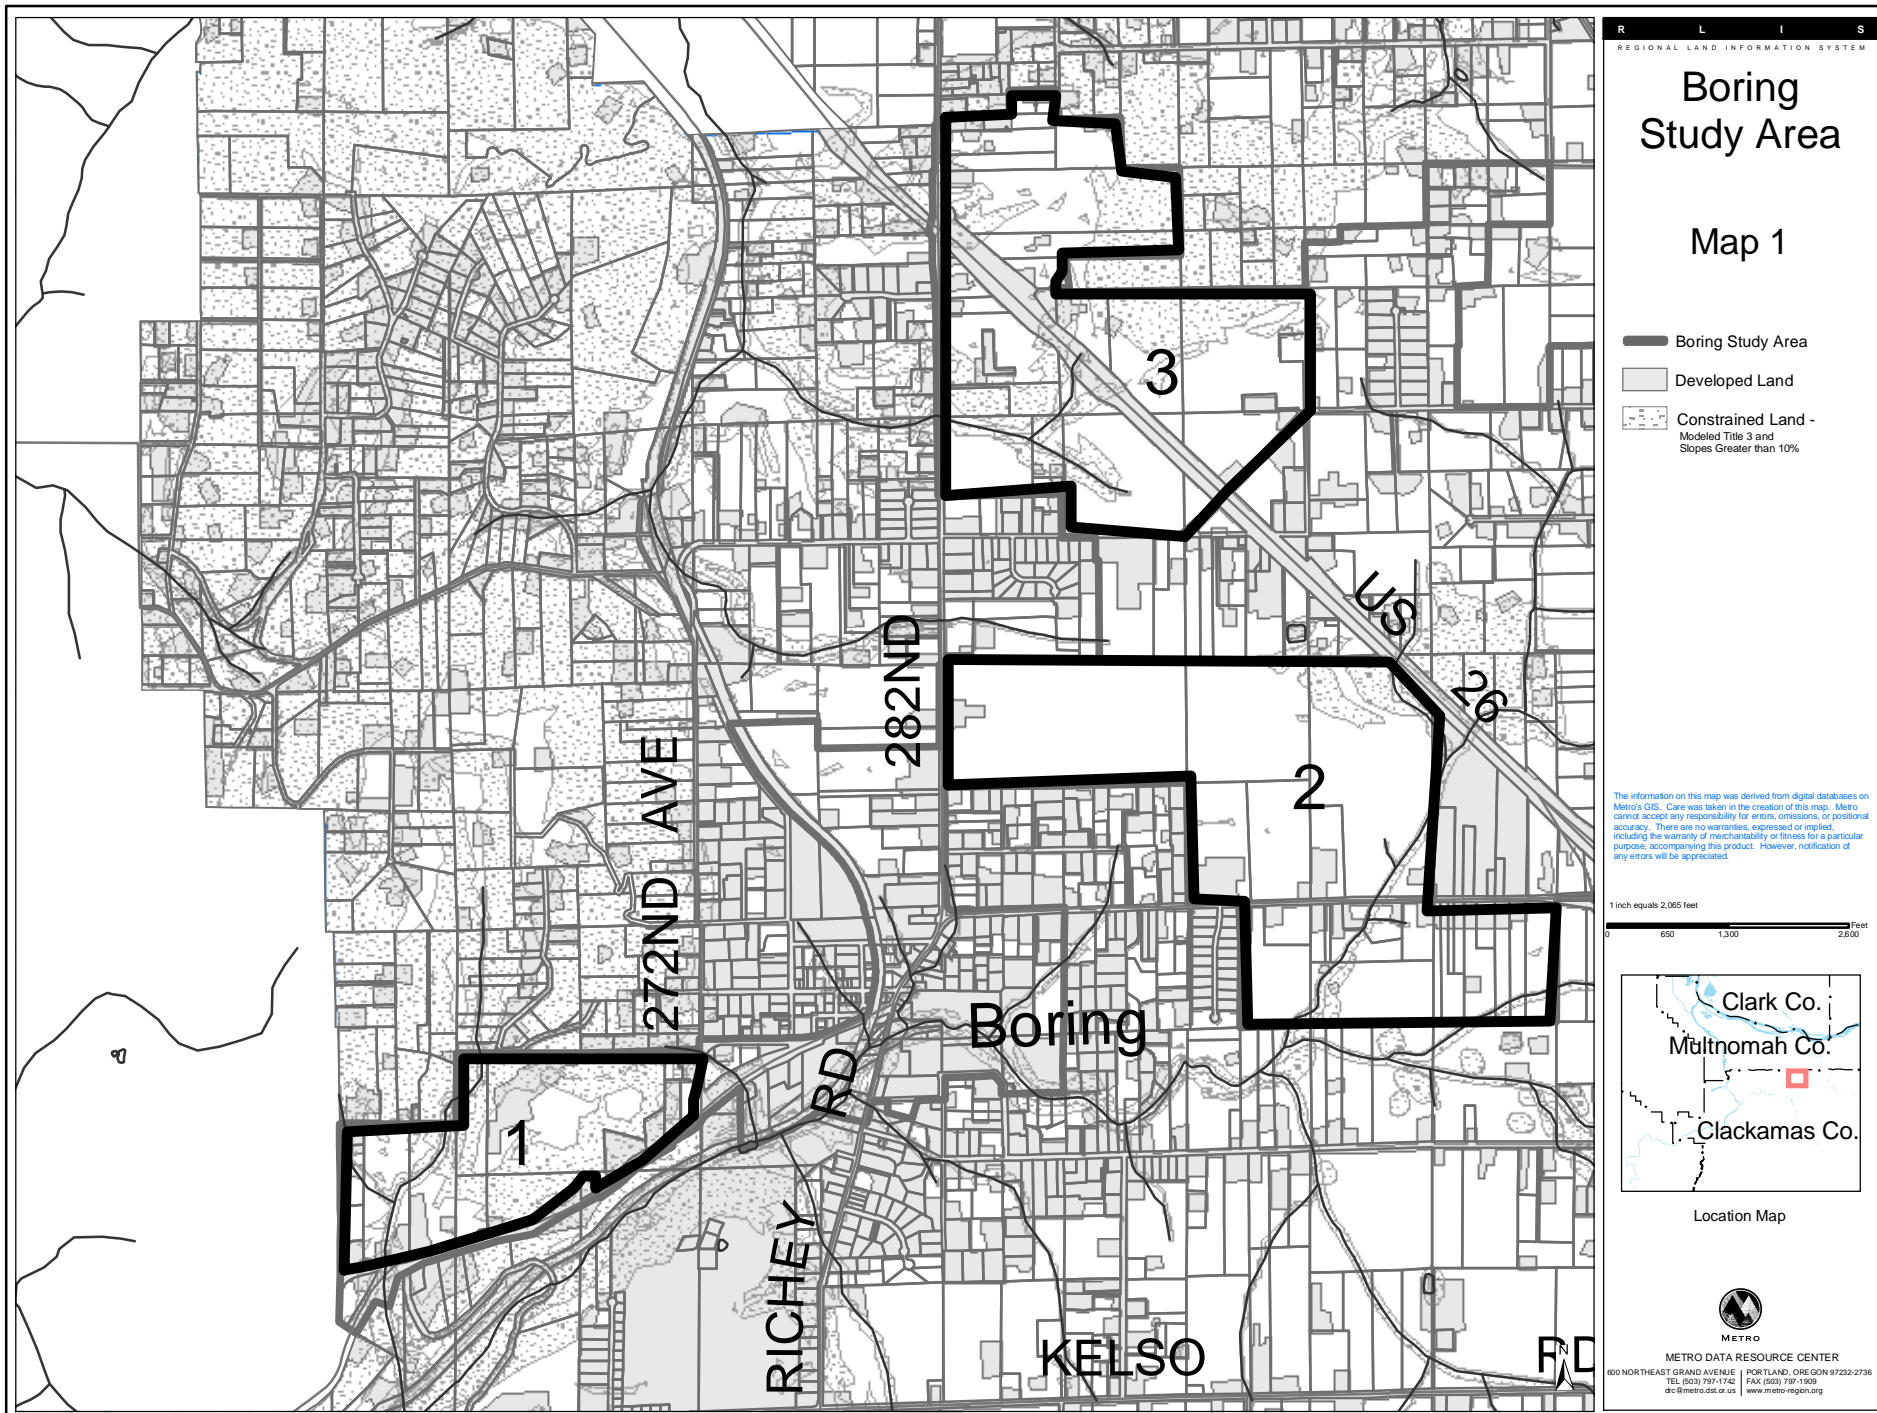 R L I S
REGIONAL LAND INFORMATION SYSTEM
Boring
Study Area
Map 1
Boring Study Area
Developed Land
Constrained Land -
Modeled Title 3 and
Slopes Greater than 10%
The information on this map was derived from digital databases on
Metro's GIS. Care was taken in the creation of this map. Metro
cannot accept any responsibility for errors, omissions, or positional
accuracy. There are no warranties, expressed or implied,
including the warranty of merchantability or fitness for a particular
purpose, accompanying this product. However, notification of
any errors will be appreciated.
1 inch equals 2,065 feet
Feet
0 650 1,300 2,600
Clark Co.
Multnomah Co.
Clackamas Co.
Location Map
METRO
METRO DATA RESOURCE CENTER
600 NORTHEAST GRAND AVENUE | PORTLAND, OREGON 97232-2736
TEL (503) 797-1742 | FAX (503) 797-1909
drc@metro.dst.or.us | www.metro-region.org
3
US
26
282ND
2
272ND AVE
Boring
RD
1
RICHEY
KELSO
RD
N